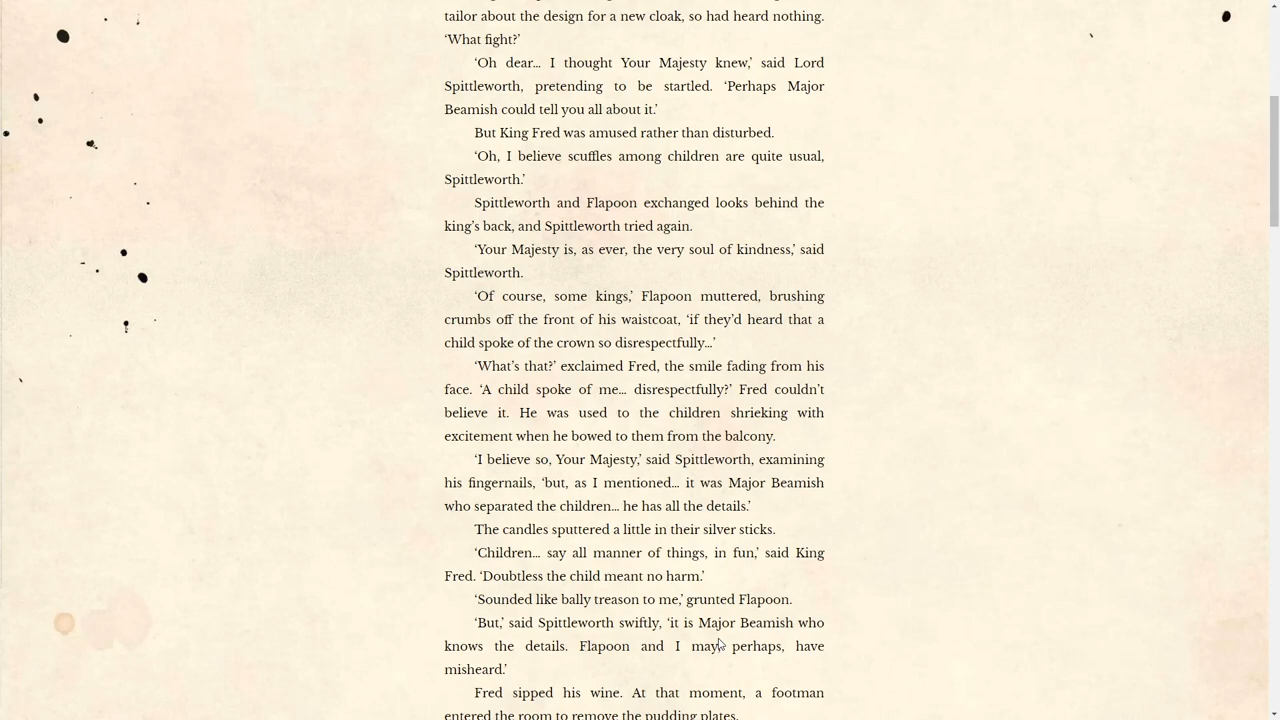 tailor about the design for a new cloak, so had heard nothing.
‘What fight?’
‘Oh dear… I thought Your Majesty knew,’ said Lord
Spittleworth, pretending to be startled. ‘Perhaps Major
Beamish could tell you all about it.’
But King Fred was amused rather than disturbed.
‘Oh, I believe scuffles among children are quite usual,
Spittleworth.’
Spittleworth and Flapoon exchanged looks behind the
king’s back, and Spittleworth tried again.
‘Your Majesty is, as ever, the very soul of kindness,’ said
Spittleworth.
‘Of course, some kings,’ Flapoon muttered, brushing
crumbs off the front of his waistcoat, ‘if they’d heard that a
child spoke of the crown so disrespectfully…’
‘What’s that?’ exclaimed Fred, the smile fading from his
face. ‘A child spoke of me… disrespectfully?’ Fred couldn’t
believe it. He was used to the children shrieking with
excitement when he bowed to them from the balcony.
‘I believe so, Your Majesty,’ said Spittleworth, examining
his fingernails, ‘but, as I mentioned… it was Major Beamish
who separated the children… he has all the details.’
The candles sputtered a little in their silver sticks.
‘Children… say all manner of things, in fun,’ said King
Fred. ‘Doubtless the child meant no harm.’
‘Sounded like bally treason to me,’ grunted Flapoon.
‘But,’ said Spittleworth swiftly, ‘it is Major Beamish who
knows the details. Flapoon and I may, perhaps, have
misheard.’
Fred sipped his wine. At that moment, a footman
entered the room to remove the pudding plates.